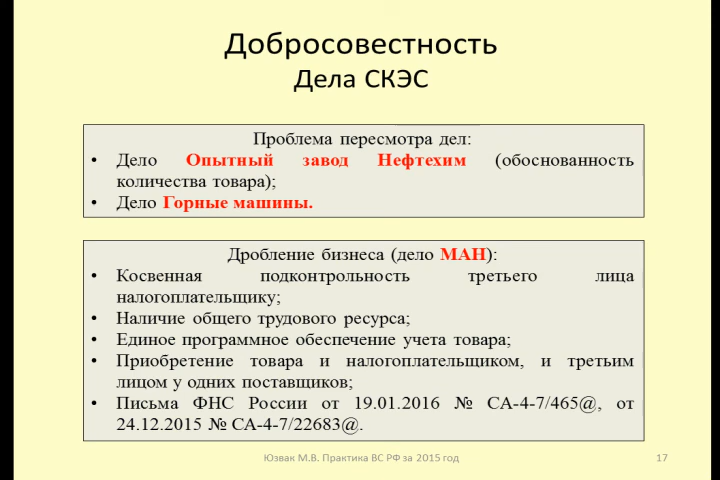 Добросовестность
Дела СКЭС
Проблема пересмотра дел:
• Дело Опытный завод Нефтехим (обоснованность
количества товара);
• Дело Горные машины.
Дробление бизнеса (дело МАН):
• Косвенная подконтрольность третьего лица
налогоплательщику;
• Наличие общего трудового ресурса;
• Единое программное обеспечение учета товара;
• Приобретение товара и налогоплательщиком, и третьим
лицом у одних поставщиков;
• Письма ФНС России от 19.01.2016 № СА-4-7/465@, от
24.12.2015 № СА-4-7/22683@.
Юзвак М.В. Практика ВС РФ за 2015 год
17